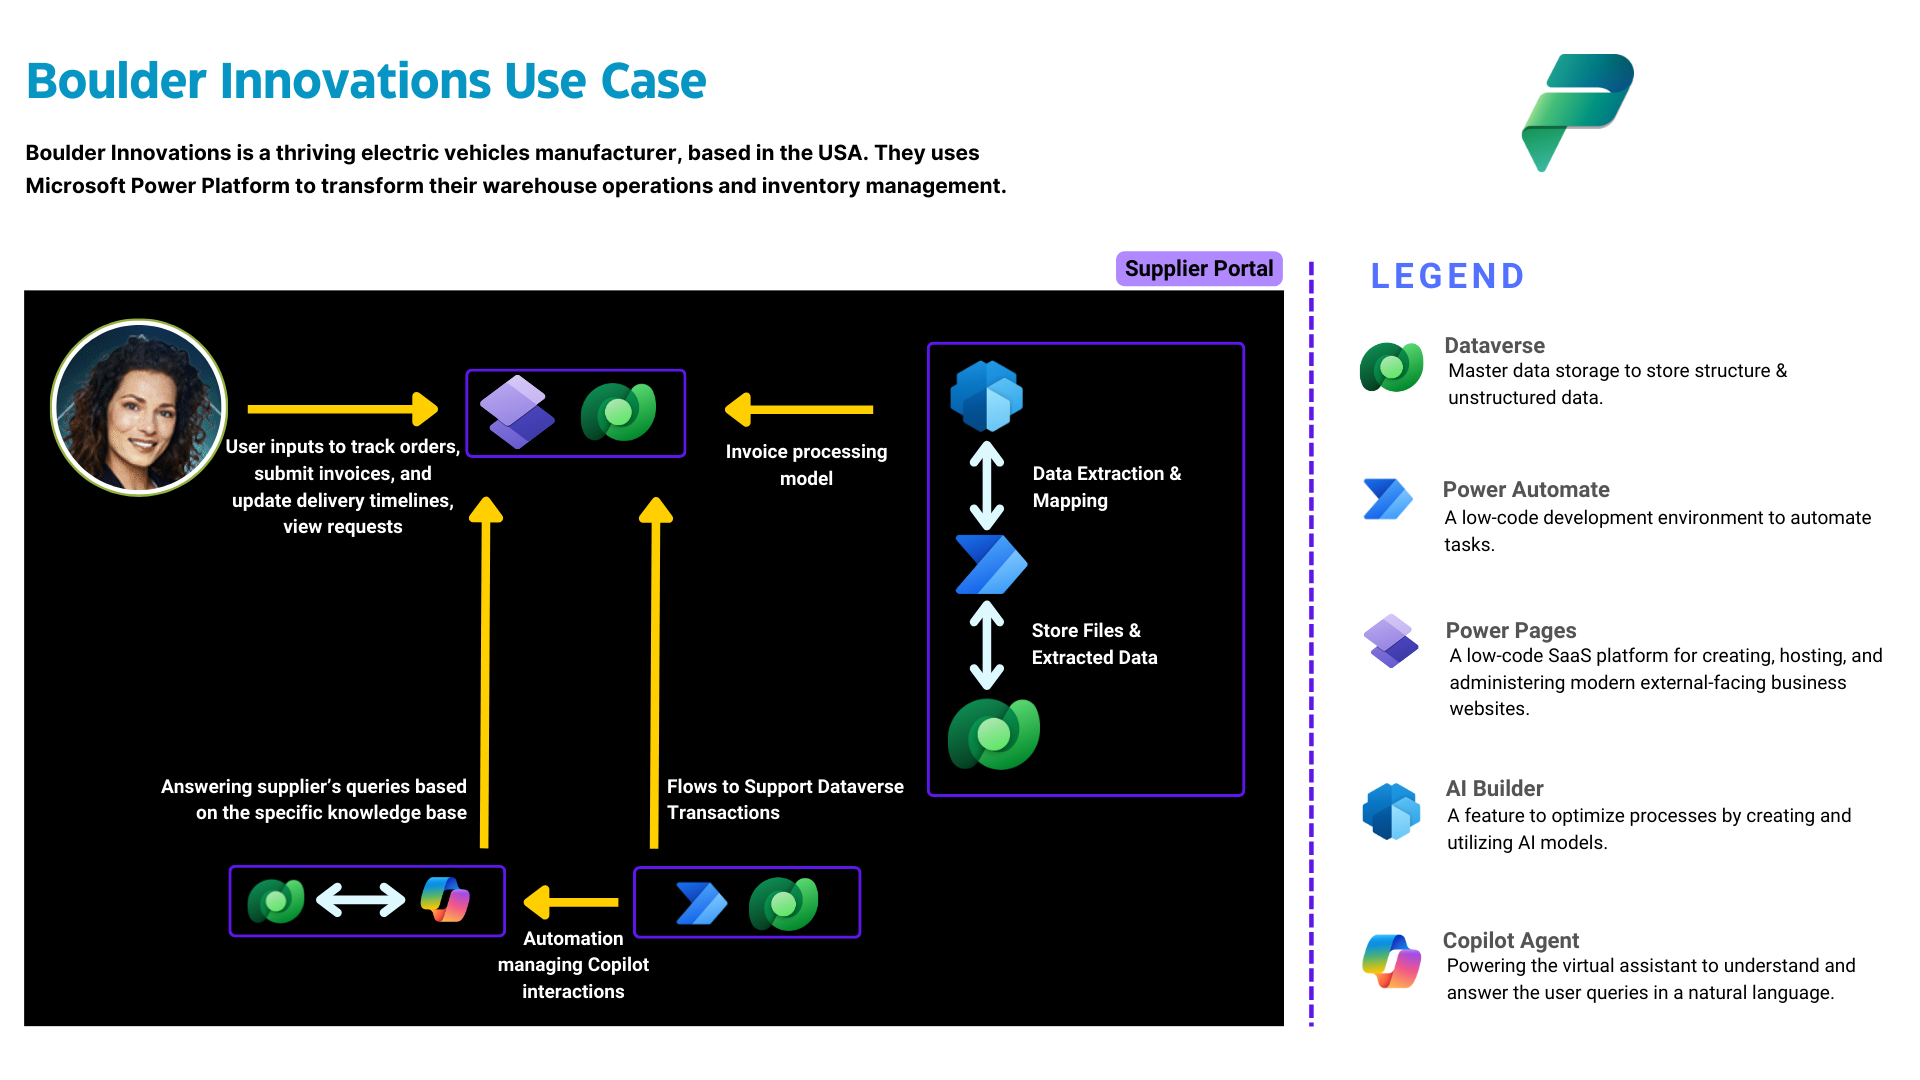 Boulder Innovations Use Case
Boulder Innovations is a thriving electric vehicles manufacturer, based in the USA. They uses
Microsoft Power Platform to transform their warehouse operations and inventory management.
Supplier Portal
User inputs to track orders,
submit invoices, and
update delivery timelines,
view requests
Invoice processing
model
Data Extraction &
Mapping
Store Files &
Extracted Data
Answering supplier’s queries based
on the specific knowledge base
Flows to Support Dataverse
Transactions
Automation
managing Copilot
interactions
LEGEND
Dataverse
Master data storage to store structure &
unstructured data.
Power Automate
A low-code development environment to automate
tasks.
Power Pages
A low-code SaaS platform for creating, hosting, and
administering modern external-facing business
websites.
AI Builder
A feature to optimize processes by creating and
utilizing AI models.
Copilot Agent
Powering the virtual assistant to understand and
answer the user queries in a natural language.